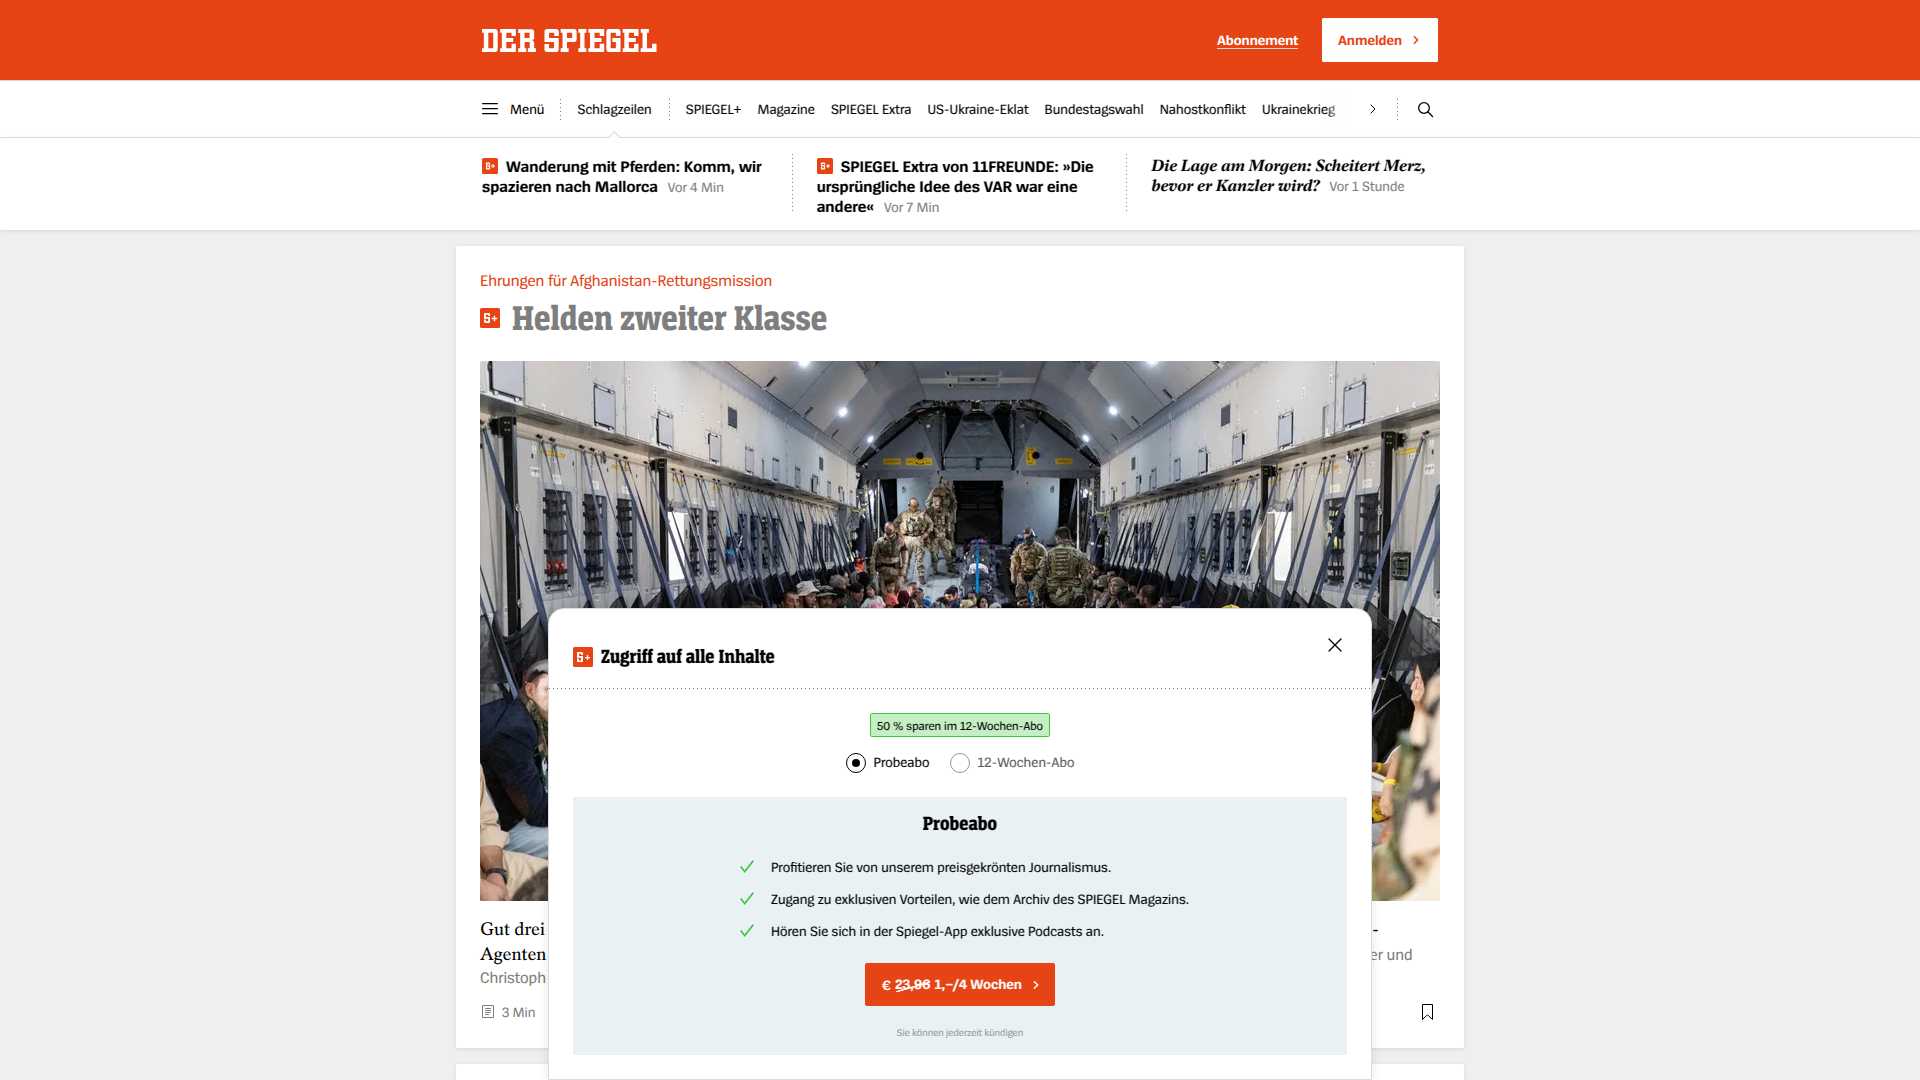 DER SPIEGEL
Abonnement
Anmelden
Menü
Schlagzeilen
SPIEGEL+
Magazine
SPIEGEL Extra
US-Ukraine-Eklat
Bundestagswahl
Nahostkonflikt
Ukrainekrieg
Wanderung mit Pferden: Komm, wir
spazieren nach Mallorca Vor 4 Min
SPIEGEL Extra von 11FREUNDE: »Die
ursprüngliche Idee des VAR war eine
andere« Vor 7 Min
Die Lage am Morgen: Scheitert Merz,
bevor er Kanzler wird? Vor 1 Stunde
Ehrungen für Afghanistan-Rettungsmission
Helden zweiter Klasse
Zugriff auf alle Inhalte
50 % sparen im 12-Wochen-Abo
Probeabo
12-Wochen-Abo
Probeabo
Profitieren Sie von unserem preisgekrönten Journalismus.
Zugang zu exklusiven Vorteilen, wie dem Archiv des SPIEGEL Magazins.
Hören Sie sich in der Spiegel-App exklusive Podcasts an.
€ 23,96 1,–/4 Wochen
Sie können jederzeit kündigen
Gut drei
Agenten
er und
Christoph
3 Min